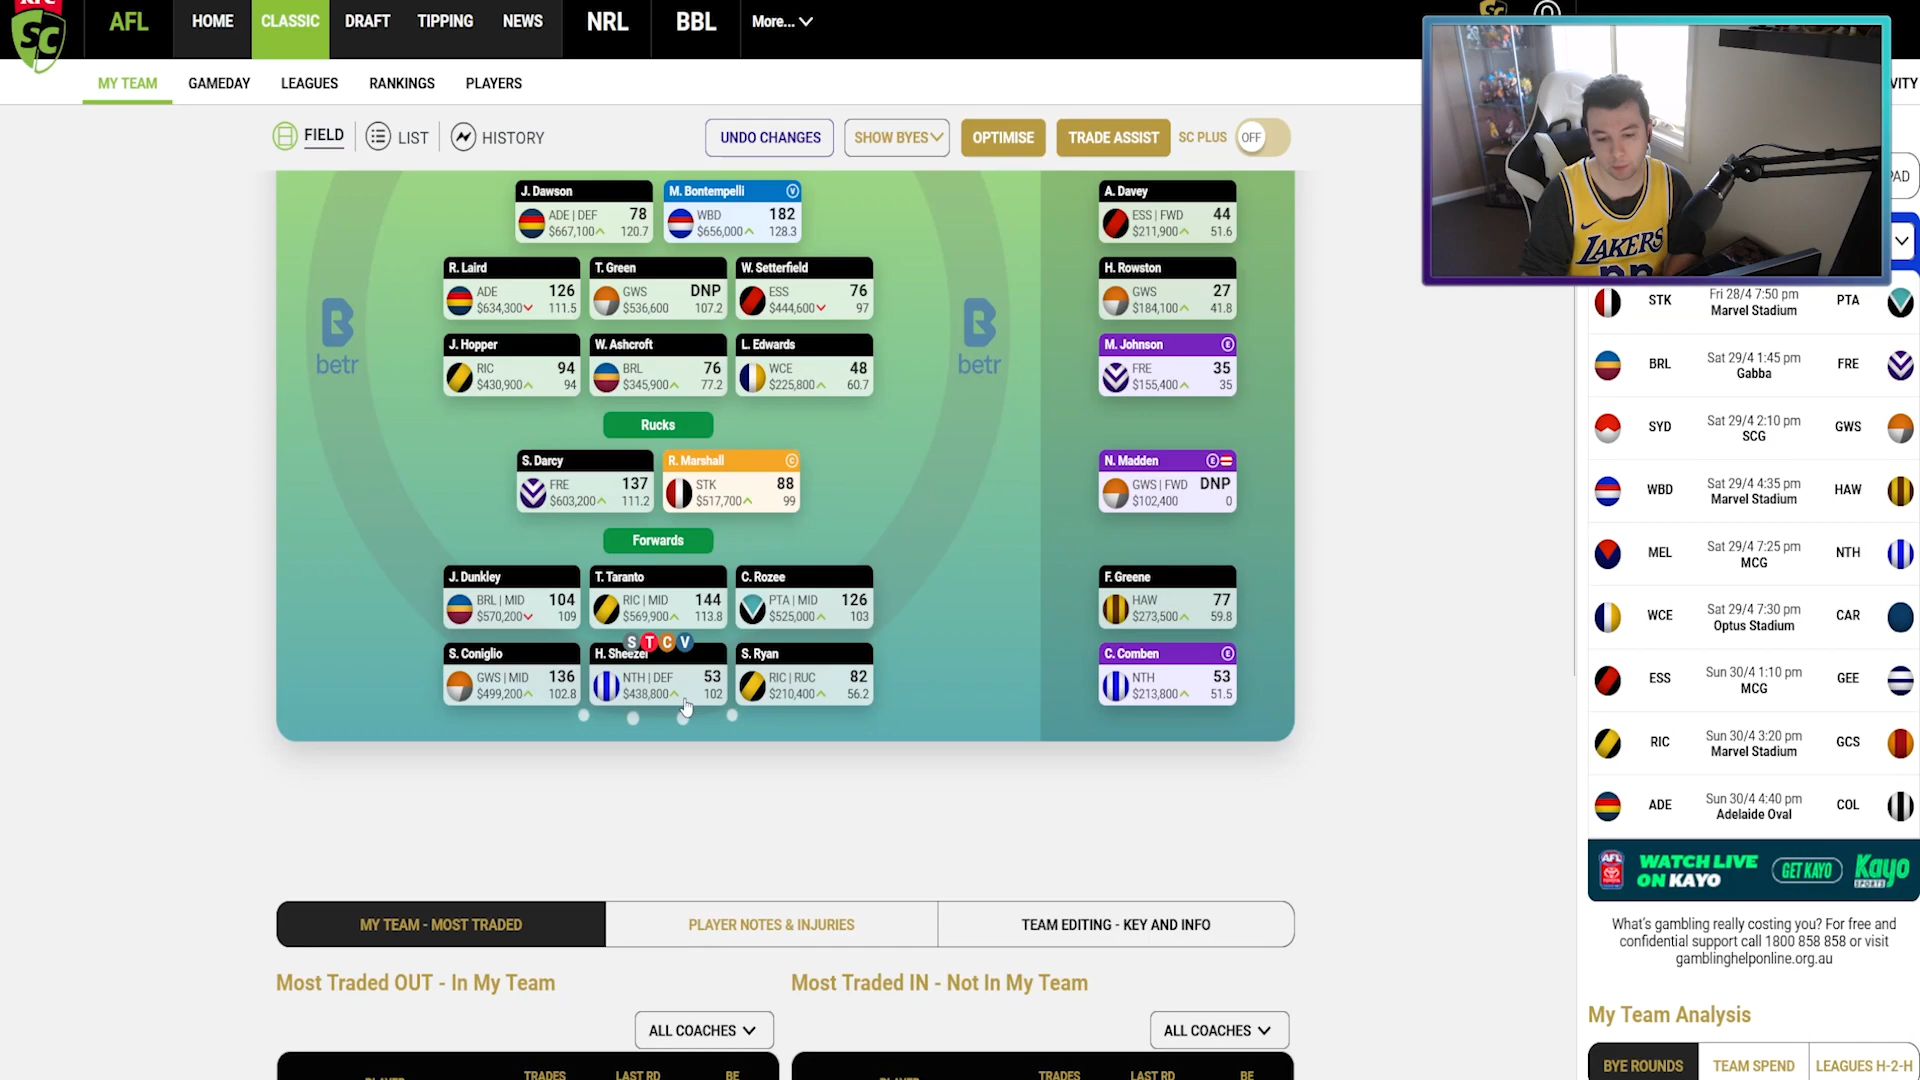 KFC
SC
AFL
HOME
CLASSIC
DRAFT
TIPPING
NEWS
NRL
BBL
More...
MY TEAM
GAMEDAY
LEAGUES
RANKINGS
PLAYERS
FIELD
LIST
HISTORY
UNDO CHANGES
SHOW BYES
OPTIMISE
TRADE ASSIST
SC PLUS
OFF
J. Dawson
ADE | DEF 78
$667,100 120.7
M. Bontempelli V
WBD 182
$656,000 128.3
A. Davey
ESS | FWD 44
$211,900 51.6
R. Laird
ADE 126
$634,300 111.5
T. Green
GWS DNP
$536,600 107.2
W. Setterfield
ESS 76
$444,600 97
H. Rowston
GWS 27
$184,100 41.8
J. Hopper
RIC 94
$430,900 94
W. Ashcroft
BRL 76
$345,900 77.2
L. Edwards
WCE 48
$225,800 60.7
M. Johnson E
FRE 35
$155,400 35
betr
betr
Rucks
S. Darcy
FRE 137
$603,200 111.2
R. Marshall C
STK 88
$517,700 99
N. Madden E
GWS | FWD DNP
$102,400 0
Forwards
J. Dunkley
BRL | MID 104
$570,200 109
T. Taranto
RIC | MID 144
$569,900 113.8
C. Rozee
PTA | MID 126
$525,000 103
F. Greene
HAW 77
$273,500 59.8
S T C V
S. Coniglio
GWS | MID 136
$499,200 102.8
H. Sheezel
NTH | DEF 53
$438,800 102
S. Ryan
RIC | RUC 82
$210,400 56.2
C. Comben E
NTH 53
$213,800 51.5
LAKERS
VITY
PAD
STK Fri 28/4 7:50 pm PTA
Marvel Stadium
BRL Sat 29/4 1:45 pm FRE
Gabba
SYD Sat 29/4 2:10 pm GWS
SCG
WBD Sat 29/4 4:35 pm HAW
Marvel Stadium
MEL Sat 29/4 7:25 pm NTH
MCG
WCE Sat 29/4 7:30 pm CAR
Optus Stadium
ESS Sun 30/4 1:10 pm GEE
MCG
RIC Sun 30/4 3:20 pm GCS
Marvel Stadium
ADE Sun 30/4 4:40 pm COL
Adelaide Oval
AFL
WATCH LIVE
ON KAYO
GET KAYO
Kayo
SPORTS
What's gambling really costing you? For free and
confidential support call 1800 858 858 or visit
gamblinghelponline.org.au
My Team Analysis
BYE ROUNDS
TEAM SPEND
LEAGUES H-2-H
MY TEAM - MOST TRADED
PLAYER NOTES & INJURIES
TEAM EDITING - KEY AND INFO
Most Traded OUT - In My Team
ALL COACHES
PLAYER TRADES LAST RD BE
Most Traded IN - Not In My Team
ALL COACHES
PLAYER TRADES LAST RD BE